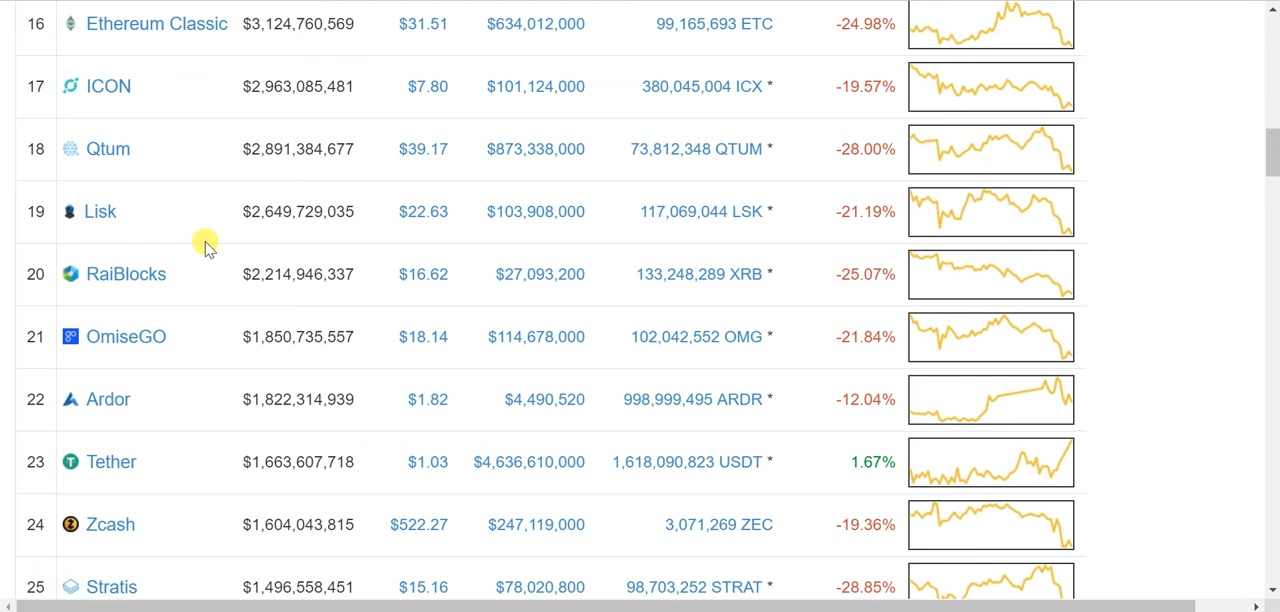 16 Ethereum Classic $3,124,760,569 $31.51 $634,012,000 99,165,693 ETC -24.98%
17 ICON $2,963,085,481 $7.80 $101,124,000 380,045,004 ICX * -19.57%
18 Qtum $2,891,384,677 $39.17 $873,338,000 73,812,348 QTUM * -28.00%
19 Lisk $2,649,729,035 $22.63 $103,908,000 117,069,044 LSK * -21.19%
20 RaiBlocks $2,214,946,337 $16.62 $27,093,200 133,248,289 XRB * -25.07%
21 OmiseGO $1,850,735,557 $18.14 $114,678,000 102,042,552 OMG * -21.84%
22 Ardor $1,822,314,939 $1.82 $4,490,520 998,999,495 ARDR * -12.04%
23 Tether $1,663,607,718 $1.03 $4,636,610,000 1,618,090,823 USDT * 1.67%
24 Zcash $1,604,043,815 $522.27 $247,119,000 3,071,269 ZEC -19.36%
25 Stratis $1,496,558,451 $15.16 $78,020,800 98,703,252 STRAT * -28.85%